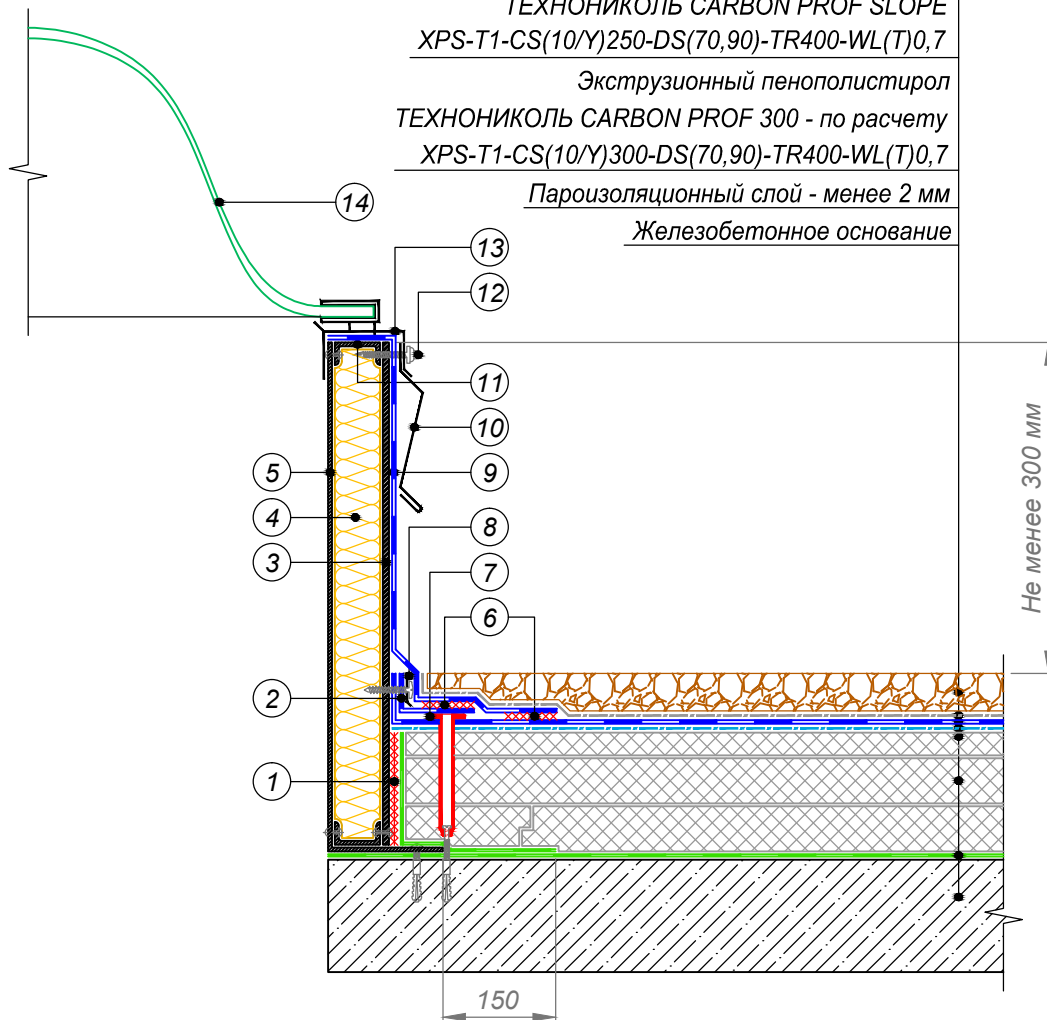 ТЕХНОНИКОЛЬ CARBON PROF SLOPE
XPS-T1-CS(10/Y)250-DS(70,90)-TR400-WL(T)0,7
Экструзионный пенополистирол
ТЕХНОНИКОЛЬ CARBON PROF 300 - по расчету
XPS-T1-CS(10/Y)300-DS(70,90)-TR400-WL(T)0,7
Пароизоляционный слой - менее 2 мм
Железобетонное основание
14
13
12
11
10
5
9
4
8
3
7
6
2
1
Не менее 300 мм
150